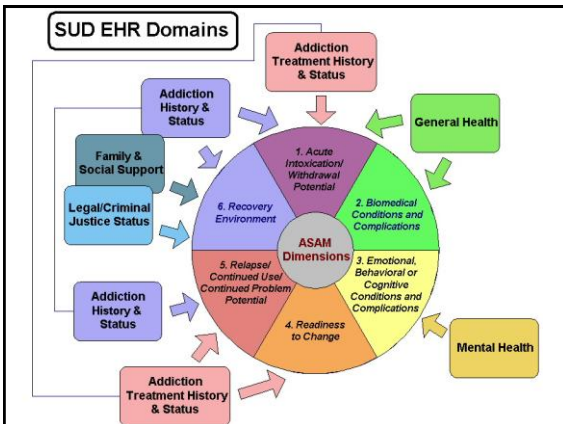 SUD EHR Domains
Addiction
Treatment History
& Status
Addiction
History &
Status
General Health
Family &
Social Support
Legal/Criminal
Justice Status
1. Acute
Intoxication/
Withdrawal
Potential
6. Recovery
Environment
2. Biomedical
Conditions and
Complications
ASAM
Dimensions
5. Relapse/
Continued Use/
Continued Problem
Potential
3. Emotional,
Behavioral or
Cognitive
Conditions and
Complications
4. Readiness
to Change
Addiction
History &
Status
Mental Health
Addiction
Treatment History
& Status